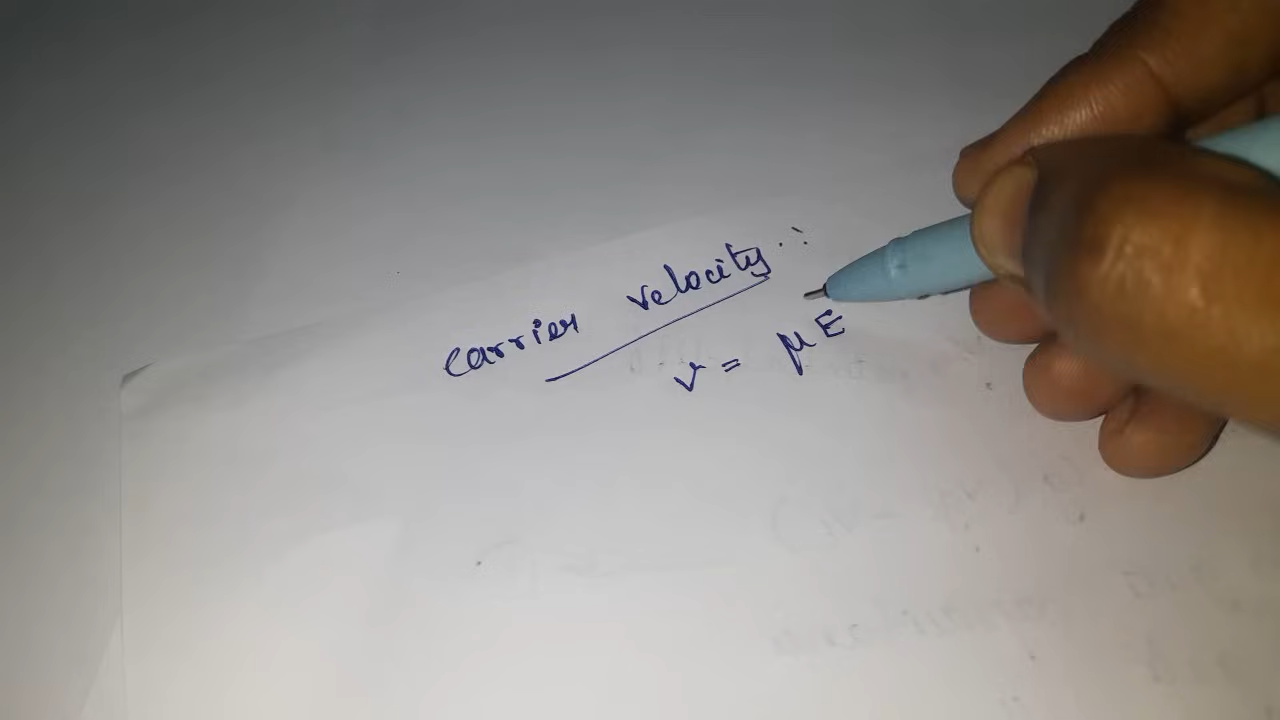 Carrier velocity :
v = μE